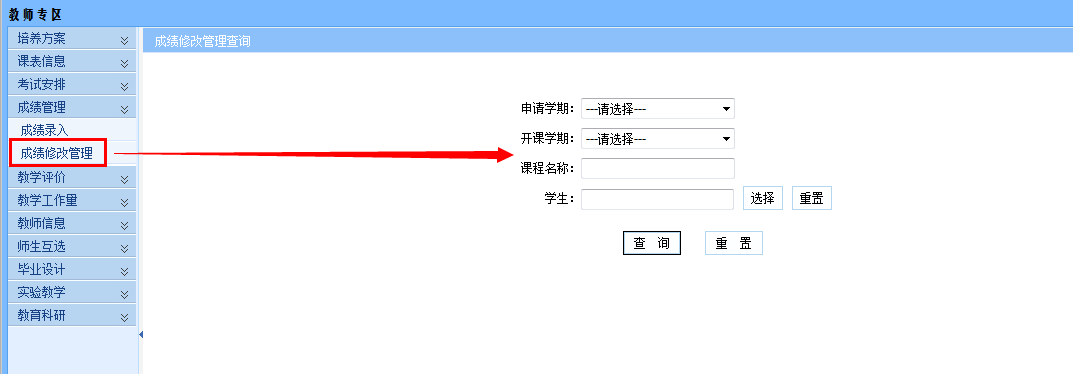 教师专区
培养方案
课表信息
考试安排
成绩管理
成绩录入
成绩修改管理
教学评价
教学工作量
教师信息
师生互选
毕业设计
实验教学
教育科研
成绩修改管理查询
申请学期： ---请选择---
开课学期： ---请选择---
课程名称：
学生： 选择 重置
查 询 重 置